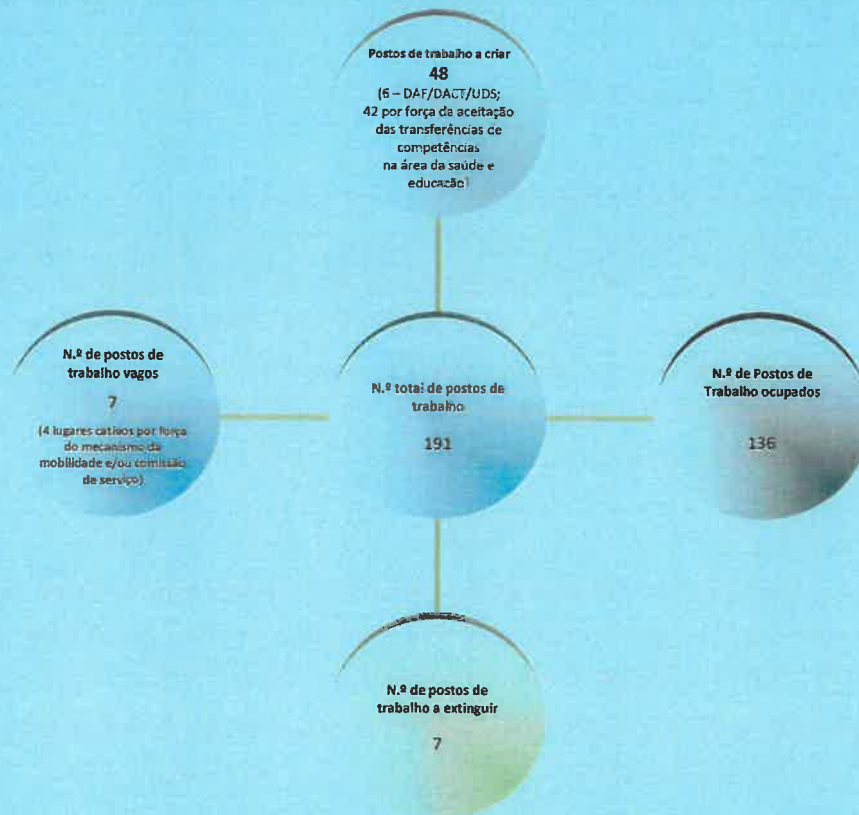 Postos de trabalho a criar
48
(6 – DAF/DACT/UDS;
42 por força da aceitação
das transferências de
competências
na área da saúde e
educação)
N.º de postos de
trabalho vagos
7
(4 lugares cativos por força
do mecanismo da
mobilidade e/ou comissão
de serviço)
N.º total de postos de
trabalho
191
N.º de Postos de
Trabalho ocupados
136
N.º de postos de
trabalho a extinguir
7